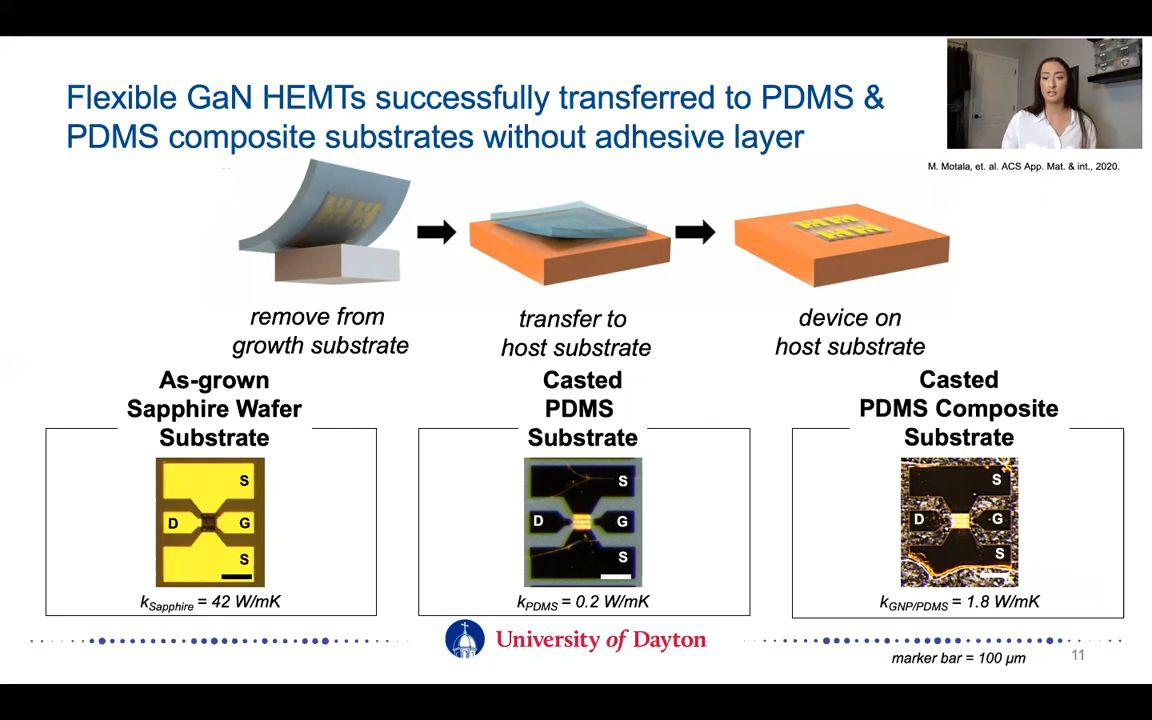 Flexible GaN HEMTs successfully transferred to PDMS &
PDMS composite substrates without adhesive layer
M. Motala, et. al. ACS App. Mat. & int., 2020.
remove from
growth substrate
transfer to
host substrate
device on
host substrate
As-grown
Sapphire Wafer
Substrate
S
D G
S
kSapphire = 42 W/mK
Casted
PDMS
Substrate
S
D G
S
kPDMS = 0.2 W/mK
Casted
PDMS Composite
Substrate
S
D G
S
kGNP/PDMS = 1.8 W/mK
University of Dayton
marker bar = 100 μm
11